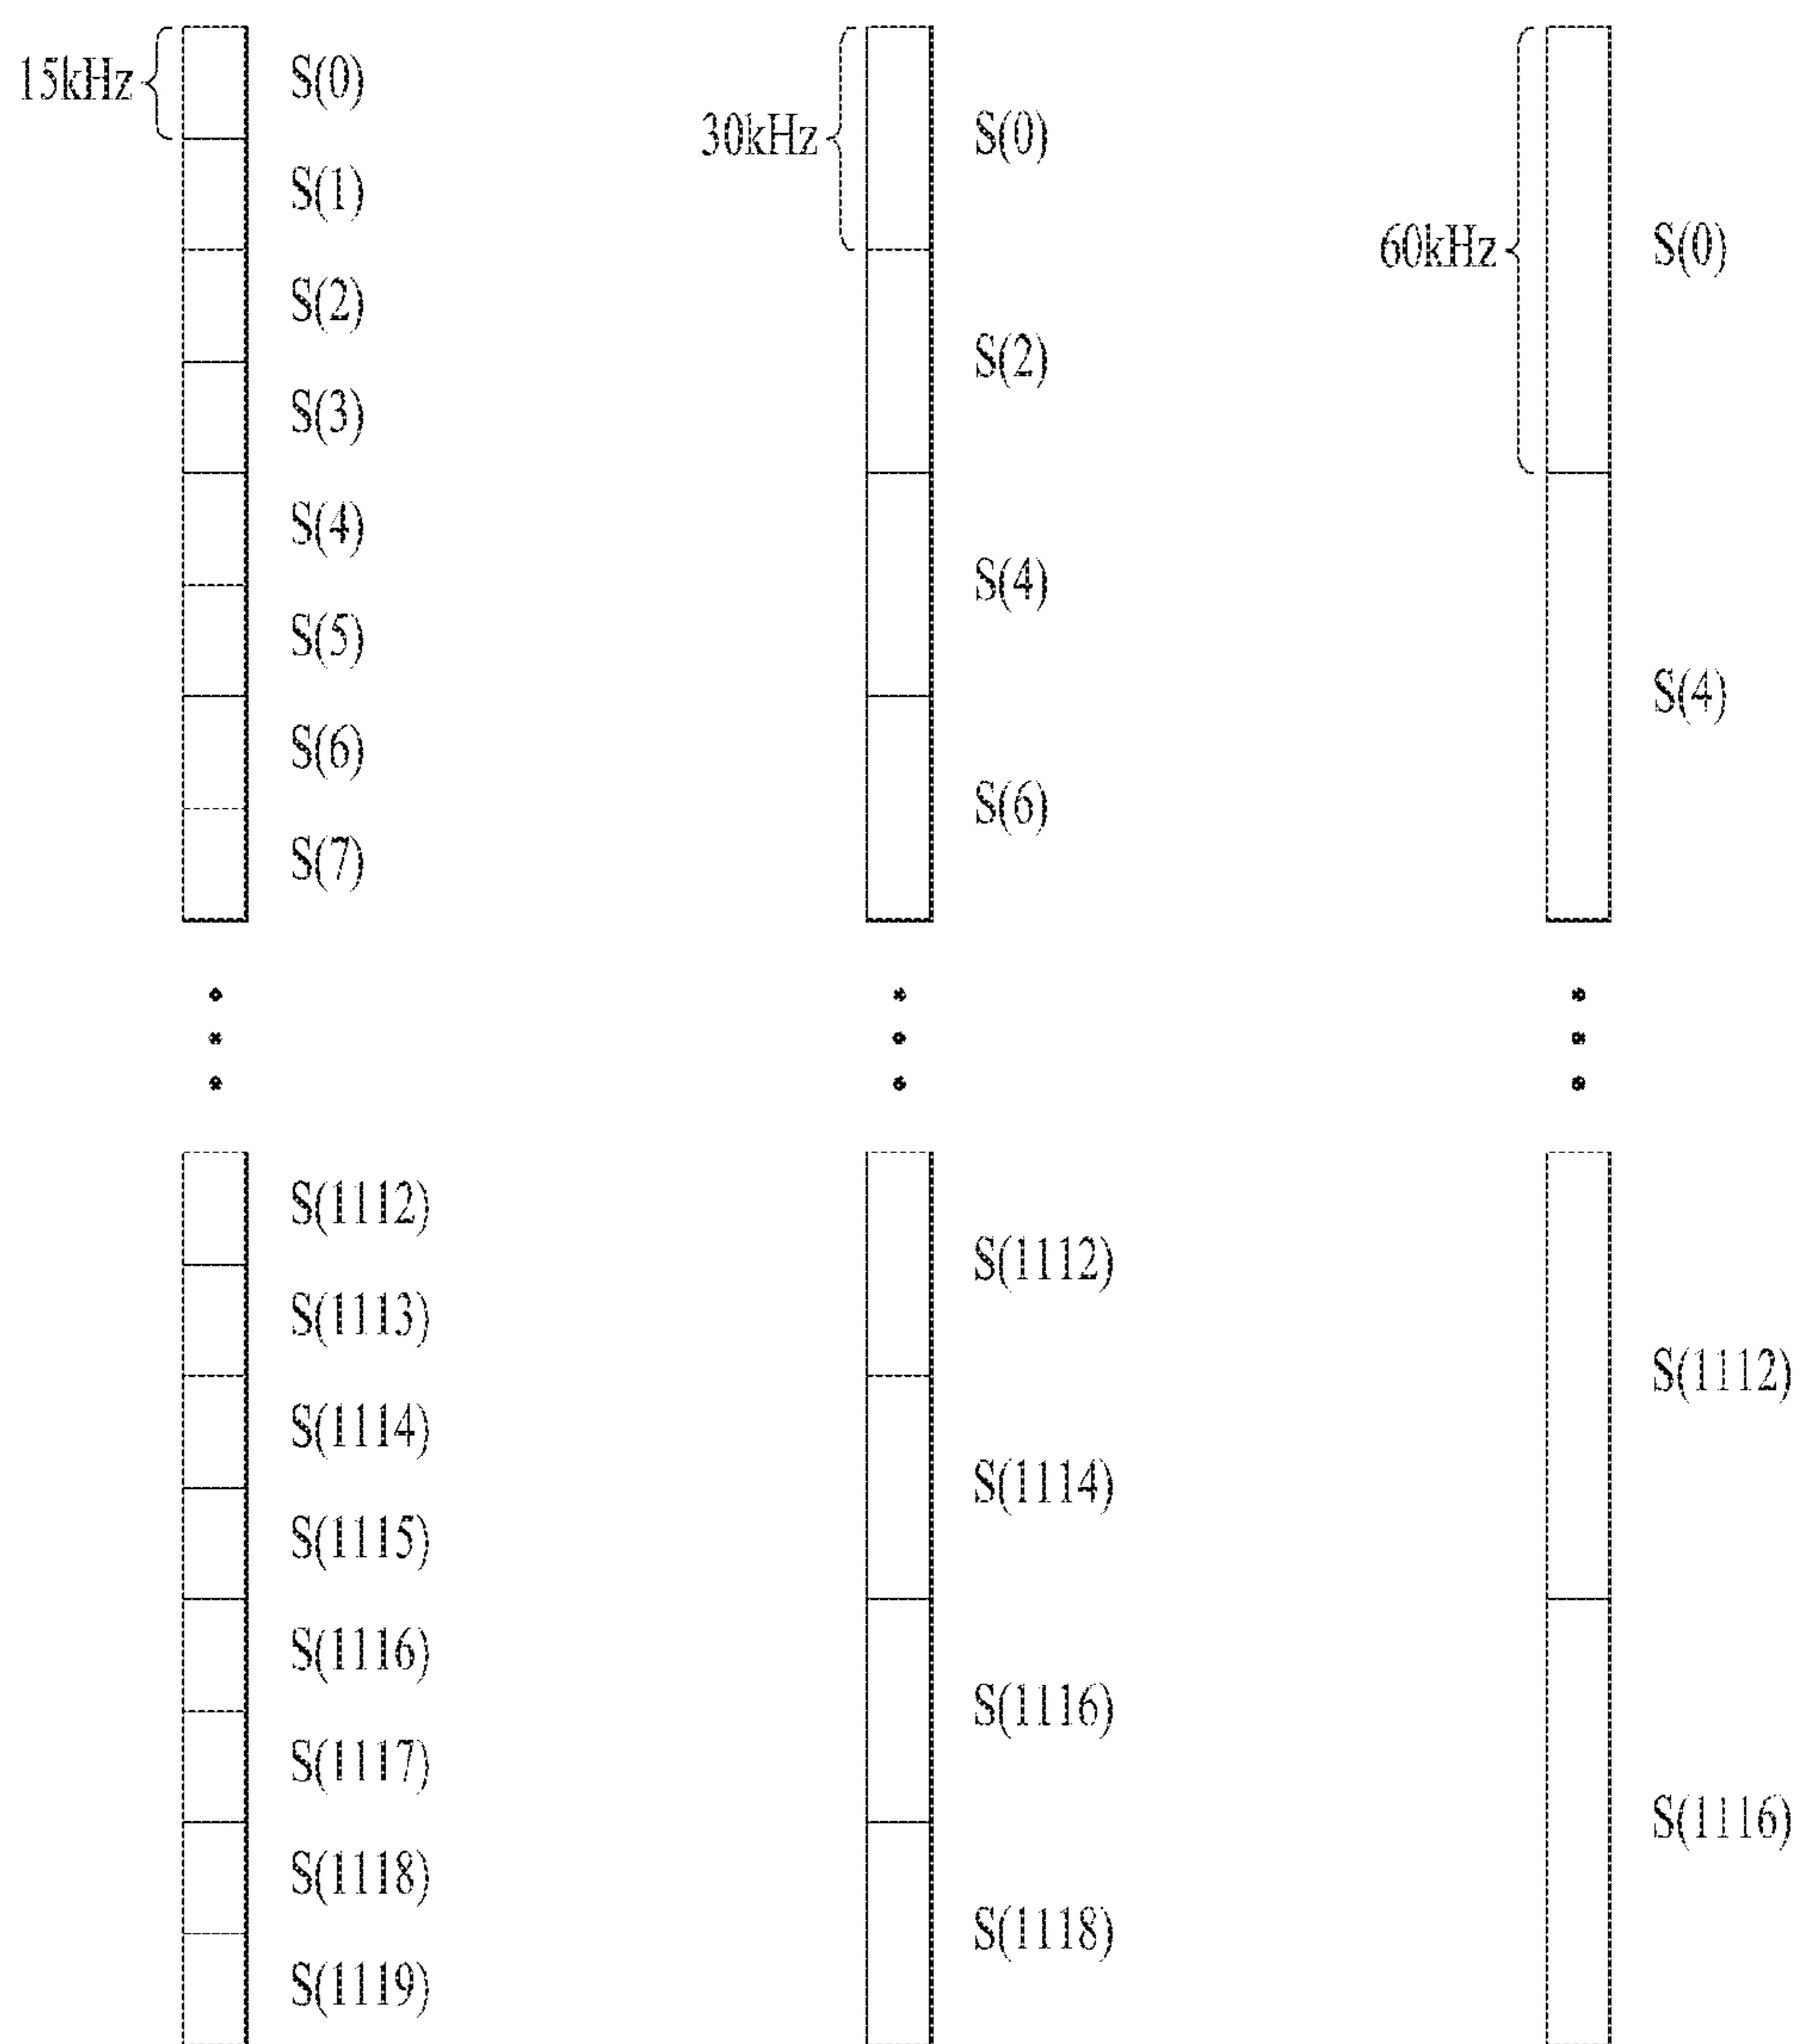 15kHz
S(0)
S(1)
S(2)
S(3)
S(4)
S(5)
S(6)
S(7)
S(1112)
S(1113)
S(1114)
S(1115)
S(1116)
S(1117)
S(1118)
S(1119)
30kHz
S(0)
S(2)
S(4)
S(6)
S(1112)
S(1114)
S(1116)
S(1118)
60kHz
S(0)
S(4)
S(1112)
S(1116)